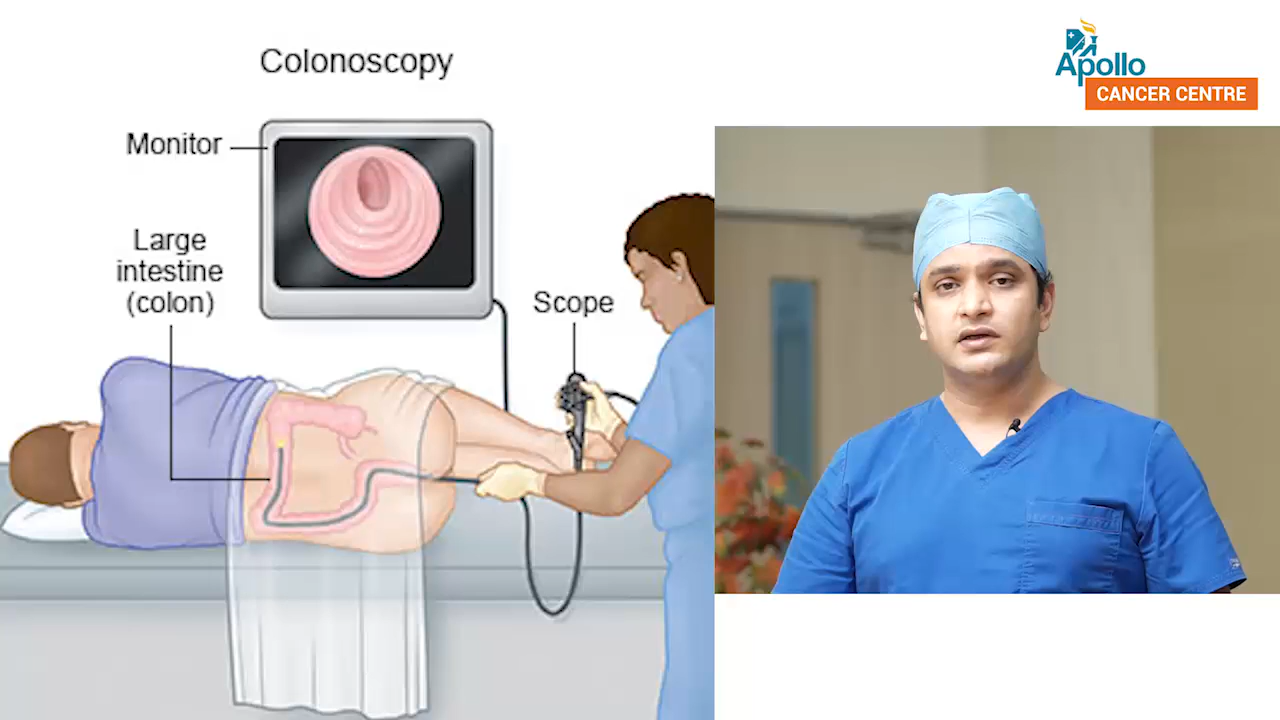 Colonoscopy
Monitor
Large
intestine
(colon)
Scope
Apollo
CANCER CENTRE